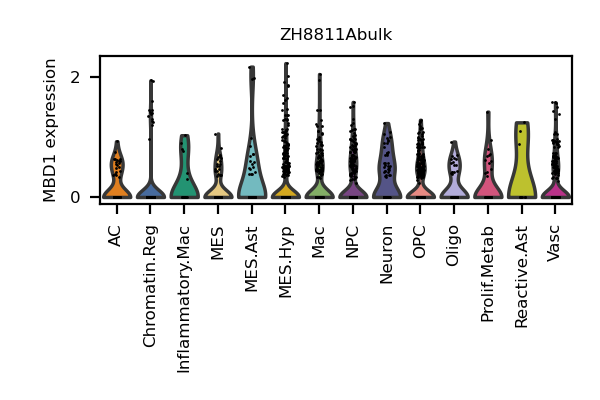 ZH8811Abulk
MBD1 expression
2
0
AC
Chromatin.Reg
Inflammatory.Mac
MES
MES.Ast
MES.Hyp
Mac
NPC
Neuron
OPC
Oligo
Prolif.Metab
Reactive.Ast
Vasc